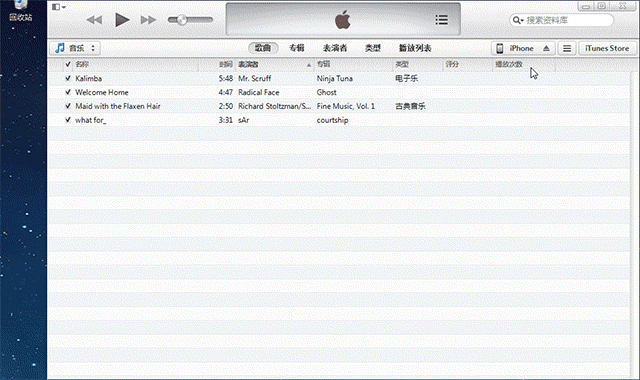 回收站
搜索资料库
音乐
歌曲 专辑 表演者 类型 播放列表
iPhone
iTunes Store
名称 时间 表演者 专辑 类型 评分 播放次数
Kalimba 5:48 Mr. Scruff Ninja Tuna 电子乐
Welcome Home 4:47 Radical Face Ghost
Maid with the Flaxen Hair 2:50 Richard Stoltzman/S... Fine Music, Vol. 1 古典音乐
what for_ 3:31 sAr courtship